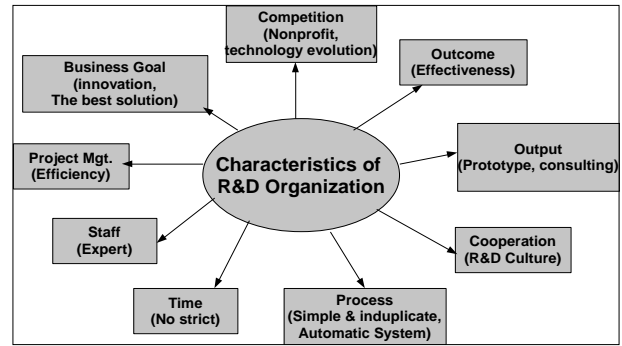 Competition
(Nonprofit,
technology evolution)
Outcome
(Effectiveness)
Business Goal
(innovation,
The best solution)
Output
(Prototype, consulting)
Project Mgt.
(Efficiency)
Characteristics of
R&D Organization
Staff
(Expert)
Cooperation
(R&D Culture)
Time
(No strict)
Process
(Simple & induplicate,
Automatic System)